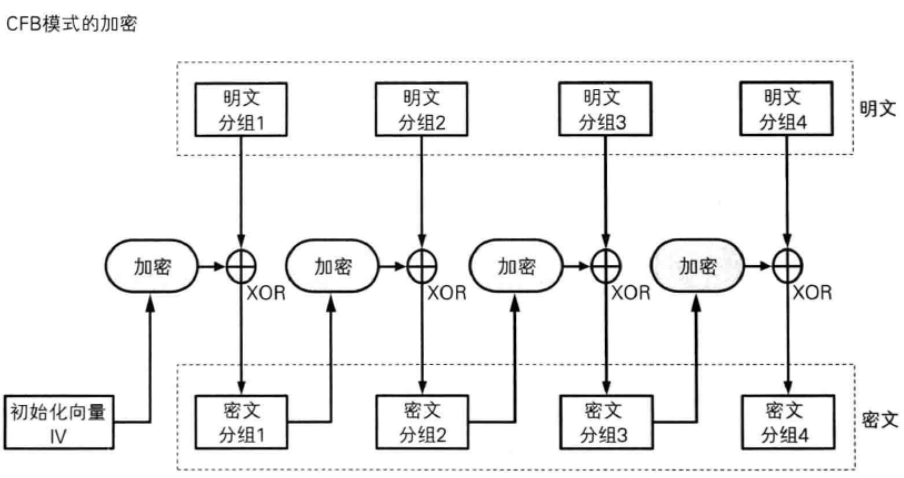 CFB模式的加密
明文
分组1
明文
分组2
明文
分组3
明文
分组4
明文
加密
XOR
加密
XOR
加密
XOR
加密
XOR
初始化向量
IV
密文
分组1
密文
分组2
密文
分组3
密文
分组4
密文